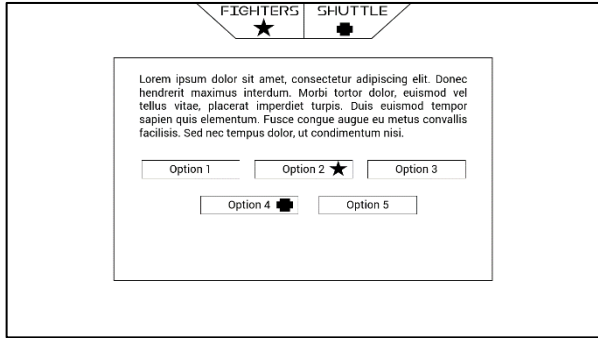 FIGHTERS SHUTTLE
Lorem ipsum dolor sit amet, consectetur adipiscing elit. Donec
hendrerit maximus interdum. Morbi tortor dolor, euismod vel
tellus vitae, placerat imperdiet turpis. Duis euismod tempor
sapien quis elementum. Fusce congue augue eu metus convallis
facilisis. Sed nec tempus dolor, ut condimentum nisi.
Option 1 Option 2 Option 3
Option 4 Option 5